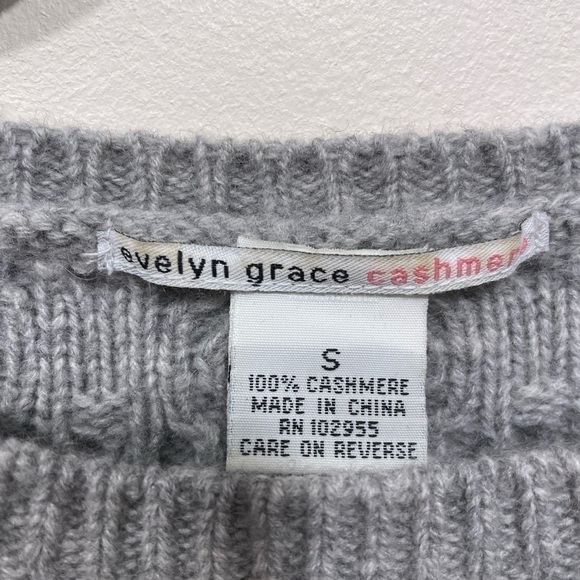 evelyn grace cashmere
S
100% CASHMERE
MADE IN CHINA
RN 102955
CARE ON REVERSE